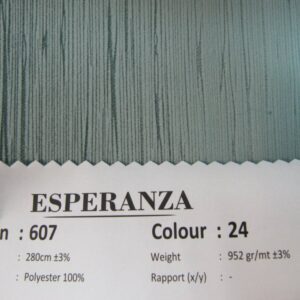 ESPERANZA
n : 607 Colour : 24
: 280cm ±3% Weight : 952 gr/mt ±3%
: Polyester 100% Rapport (x/y) : -